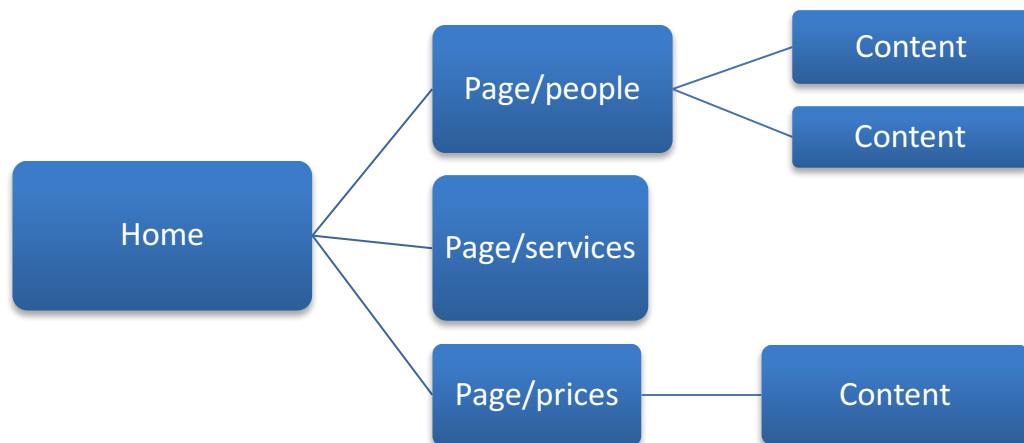 Home
Page/people
Content
Content
Page/services
Page/prices
Content